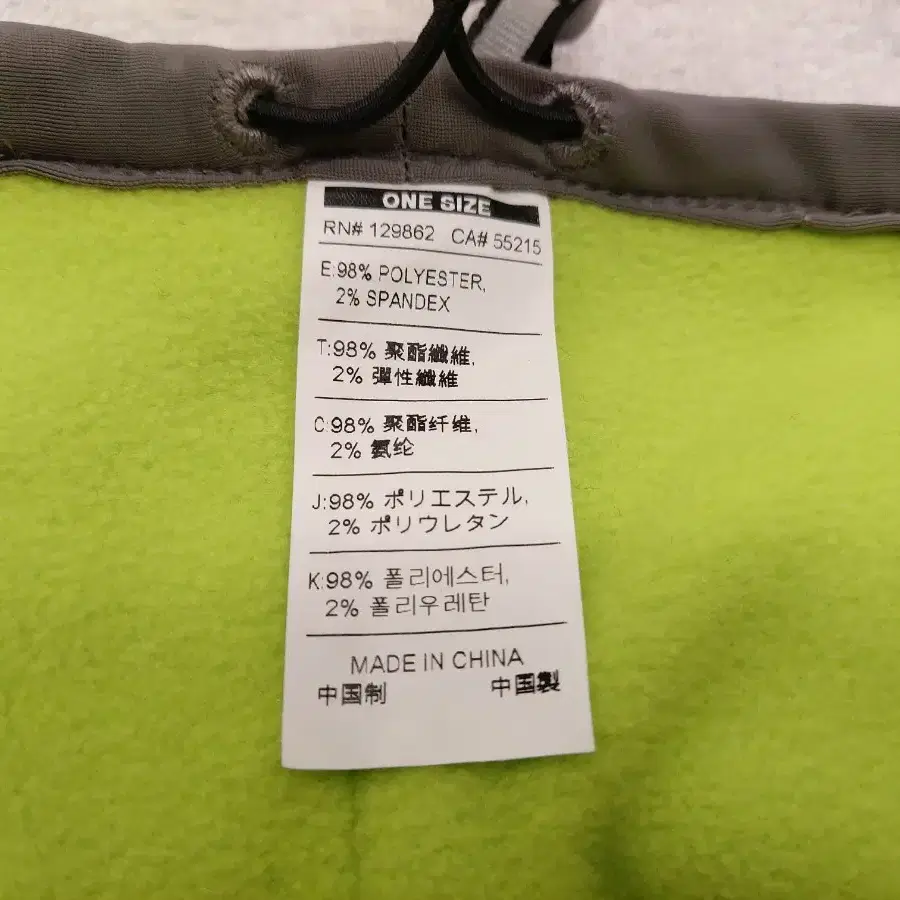 ONE SIZE
RN# 129862 CA# 55215
E:98% POLYESTER,
2% SPANDEX
T:98% 聚酯纖維,
2% 彈性纖維
C:98% 聚酯纤维,
2% 氨纶
J:98% ポリエステル,
2% ポリウレタン
K:98% 폴리에스터,
2% 폴리우레탄
MADE IN CHINA
中国制 中国製